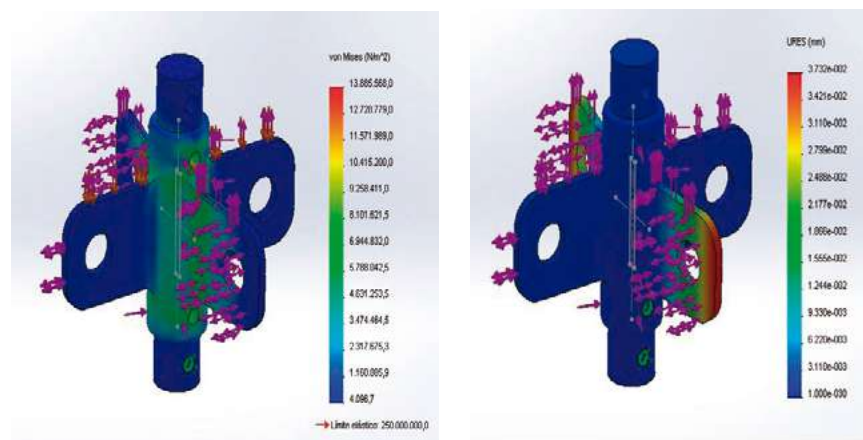 von Mises (N/m^2)
13.885.568,0
12.728.779,0
11.571.989,0
10.415.200,0
9.258.411,0
8.101.621,5
6.944.832,0
5.788.042,5
4.631.253,5
3.474.464,5
2.317.675,3
1.160.885,9
4.096,7
Límite elástico: 250.000.000,0
URES (mm)
3.732e-002
3.421e-002
3.110e-002
2.799e-002
2.488e-002
2.177e-002
1.866e-002
1.555e-002
1.244e-002
9.330e-003
6.220e-003
3.110e-003
1.000e-030